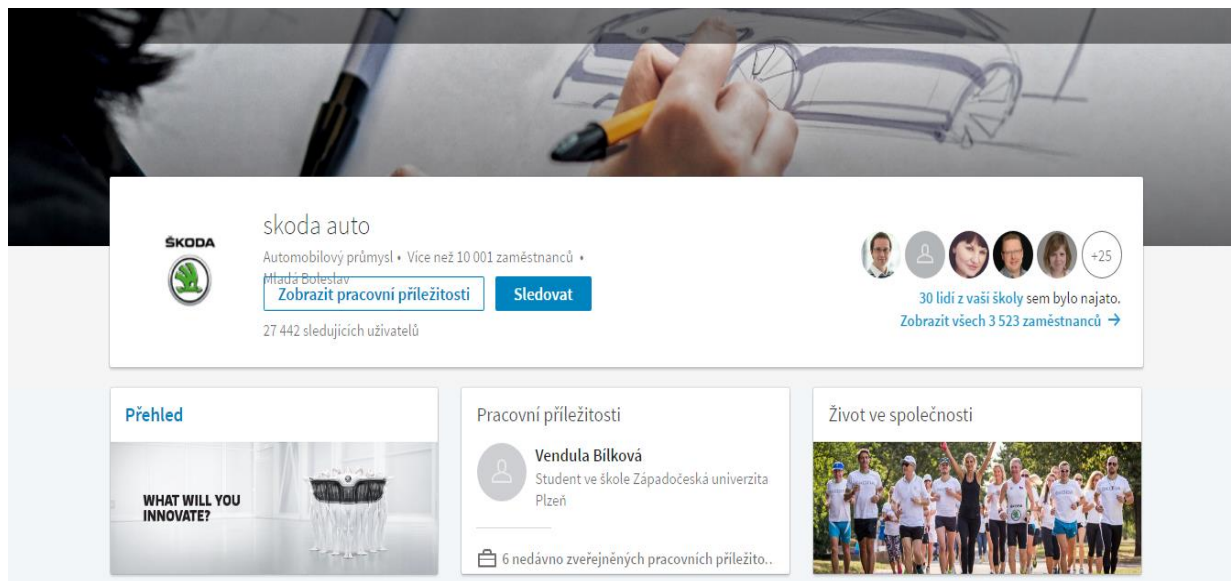 ŠKODA
skoda auto
Automobilový průmysl • Více než 10 001 zaměstnanců •
Mladá Boleslav
Zobrazit pracovní příležitosti
Sledovat
27 442 sledujících uživatelů
+25
30 lidí z vaší školy sem bylo najato.
Zobrazit všech 3 523 zaměstnanců →
Přehled
WHAT WILL YOU
INNOVATE?
Pracovní příležitosti
Vendula Bílková
Student ve škole Západočeská univerzita
Plzeň
6 nedávno zveřejněných pracovních příležito..
Život ve společnosti